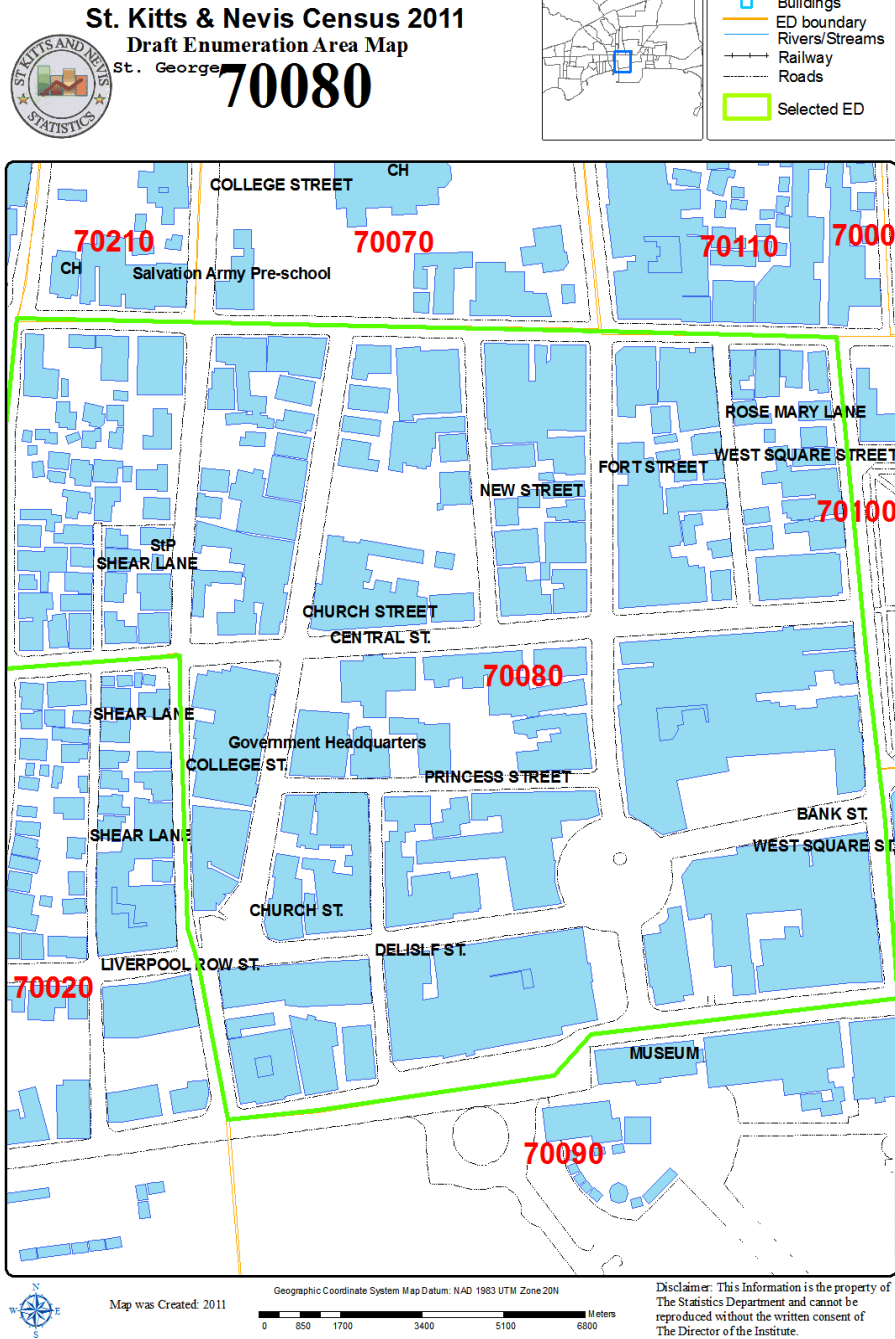 St. Kitts & Nevis Census 2011
Draft Enumeration Area Map
St. George
70080
ST KITTS AND NEVIS
STATISTICS
Buildings
ED boundary
Rivers/Streams
Railway
Roads
Selected ED
CH
COLLEGE STREET
70210
70070
70110
7000
CH
Salvation Army Pre-school
ROSE MARY LANE
WEST SQUARE STREET
FORT STREET
NEW STREET
70100
StP
SHEAR LANE
CHURCH STREET
CENTRAL ST.
70080
SHEAR LANE
Government Headquarters
COLLEGE ST.
PRINCESS STREET
BANK ST.
SHEAR LANE
WEST SQUARE ST.
CHURCH ST.
DELISLF ST.
LIVERPOOL ROW ST.
70020
MUSEUM
70090
N
W E
S
Map was Created: 2011
Geographic Coordinate System Map Datum: NAD 1983 UTM Zone 20N
Meters
0 850 1700 3400 5100 6800
Disclaimer: This Information is the property of
The Statistics Department and cannot be
reproduced without the written consent of
The Director of the Institute.